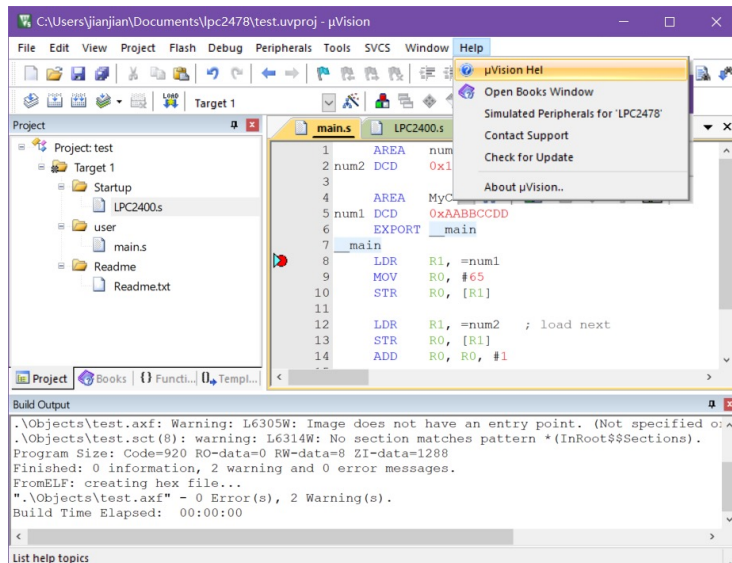 C:\Users\jianjian\Documents\lpc2478\test.uvproj - µVision
File Edit View Project Flash Debug Peripherals Tools SVCS Window Help
µVision Hel
Open Books Window
Simulated Peripherals for 'LPC2478'
Contact Support
Check for Update
About µVision..
LOAD
Target 1
Project
Project: test
Target 1
Startup
LPC2400.s
user
main.s
Readme
Readme.txt
Project Books {} Functi... 0 Templ...
main.s LPC2400.s
1 AREA num
2 num2 DCD 0x1
3
4 AREA MyC
5 num1 DCD 0xAABBCCDD
6 EXPORT __main
7 __main
8 LDR R1, =num1
9 MOV R0, #65
10 STR R0, [R1]
11
12 LDR R1, =num2 ; load next
13 STR R0, [R1]
14 ADD R0, R0, #1
Build Output
.\Objects\test.axf: Warning: L6305W: Image does not have an entry point. (Not specified o
.\Objects\test.sct(8): warning: L6314W: No section matches pattern *(InRoot$$Sections).
Program Size: Code=920 RO-data=0 RW-data=8 ZI-data=1288
Finished: 0 information, 2 warning and 0 error messages.
FromELF: creating hex file...
".\Objects\test.axf" - 0 Error(s), 2 Warning(s).
Build Time Elapsed: 00:00:00
List help topics